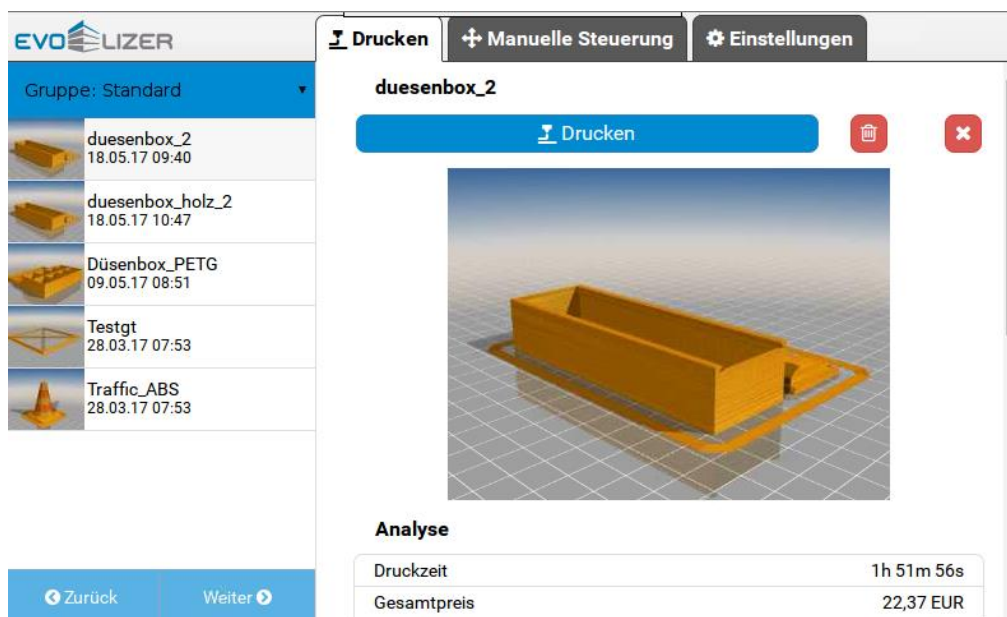 EVOLIZER
Drucken
Manuelle Steuerung
Einstellungen
Gruppe: Standard
duesenbox_2
18.05.17 09:40
duesenbox_holz_2
18.05.17 10:47
Düsenbox_PETG
09.05.17 08:51
Testgt
28.03.17 07:53
Traffic_ABS
28.03.17 07:53
Zurück
Weiter
duesenbox_2
Drucken
Analyse
Druckzeit 1h 51m 56s
Gesamtpreis 22,37 EUR